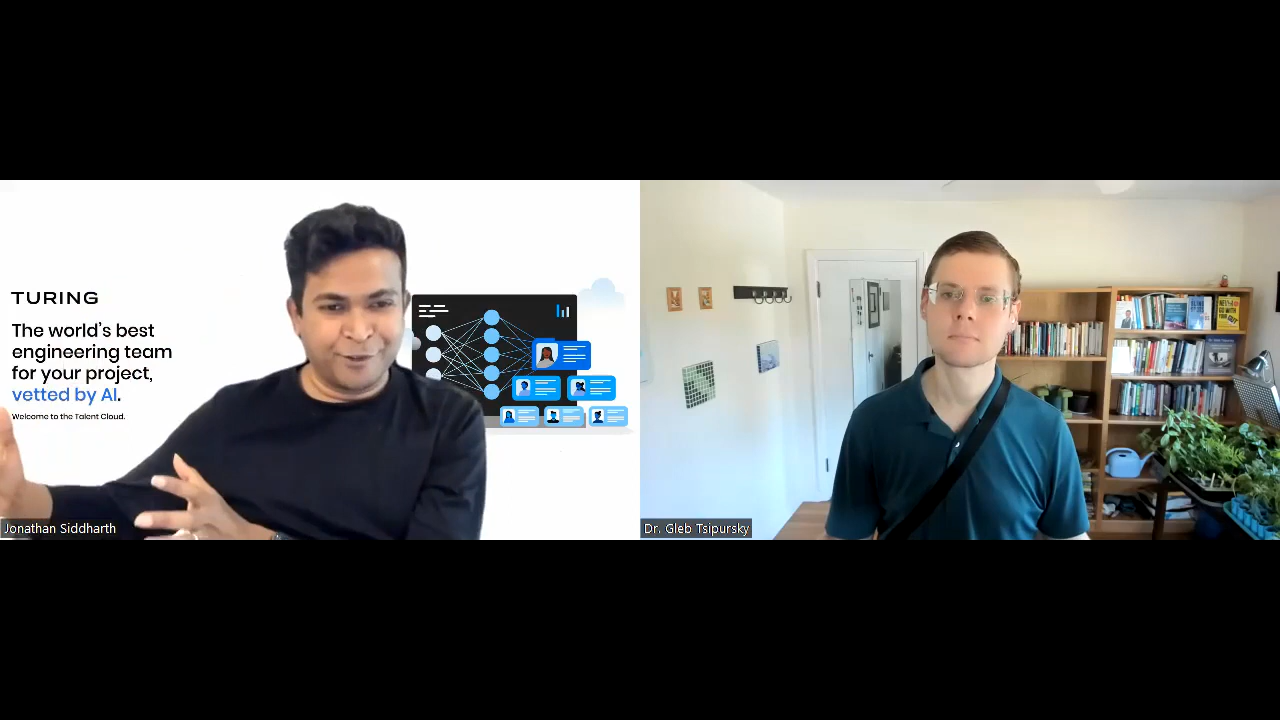 TURING
The world's best
engineering team
for your project,
vetted by AI.
Welcome to the Talent Cloud.
Jonathan Siddharth
Dr. Gleb Tsipursky